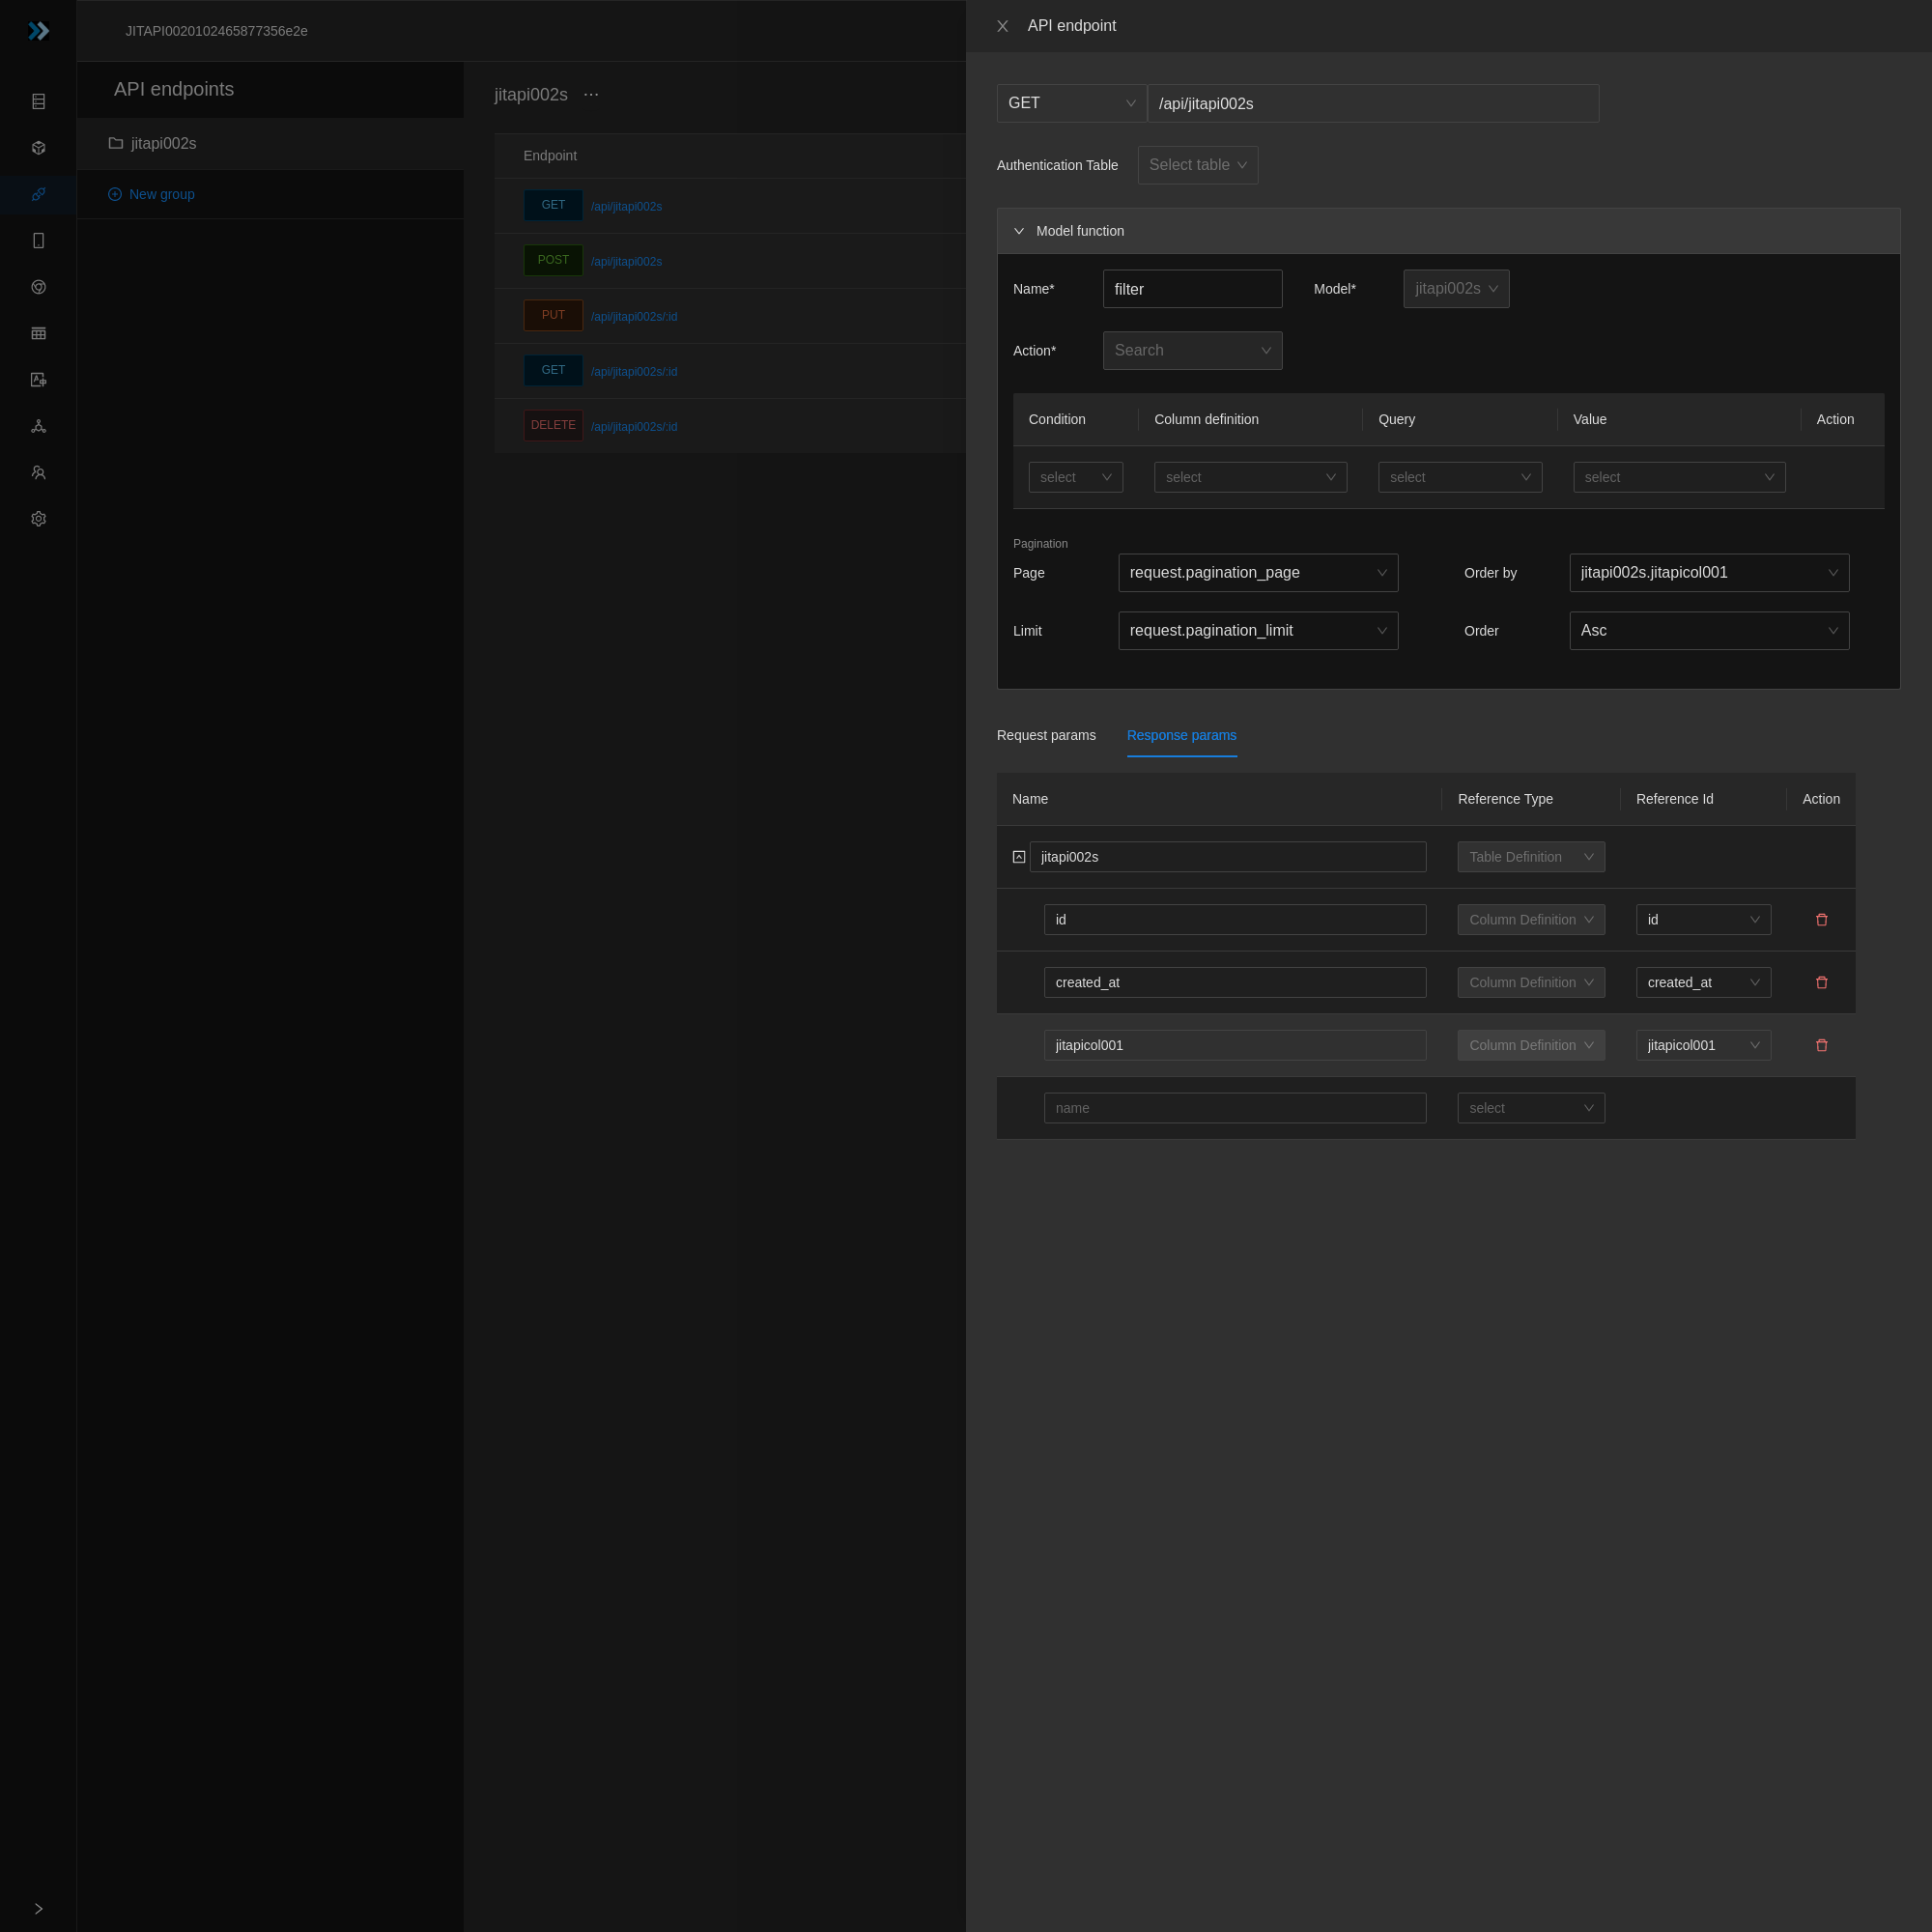 JITAPI0020102465877356e2e
API endpoints
jitapi002s
New group
jitapi002s ···
Endpoint
GET /api/jitapi002s
POST /api/jitapi002s
PUT /api/jitapi002s/:id
GET /api/jitapi002s/:id
DELETE /api/jitapi002s/:id
API endpoint
GET /api/jitapi002s
Authentication Table Select table
Model function
Name* filter Model* jitapi002s
Action* Search
Condition Column definition Query Value Action
select select select select
Pagination
Page request.pagination_page Order by jitapi002s.jitapicol001
Limit request.pagination_limit Order Asc
Request params Response params
Name Reference Type Reference Id Action
jitapi002s Table Definition
id Column Definition id
created_at Column Definition created_at
jitapicol001 Column Definition jitapicol001
name select